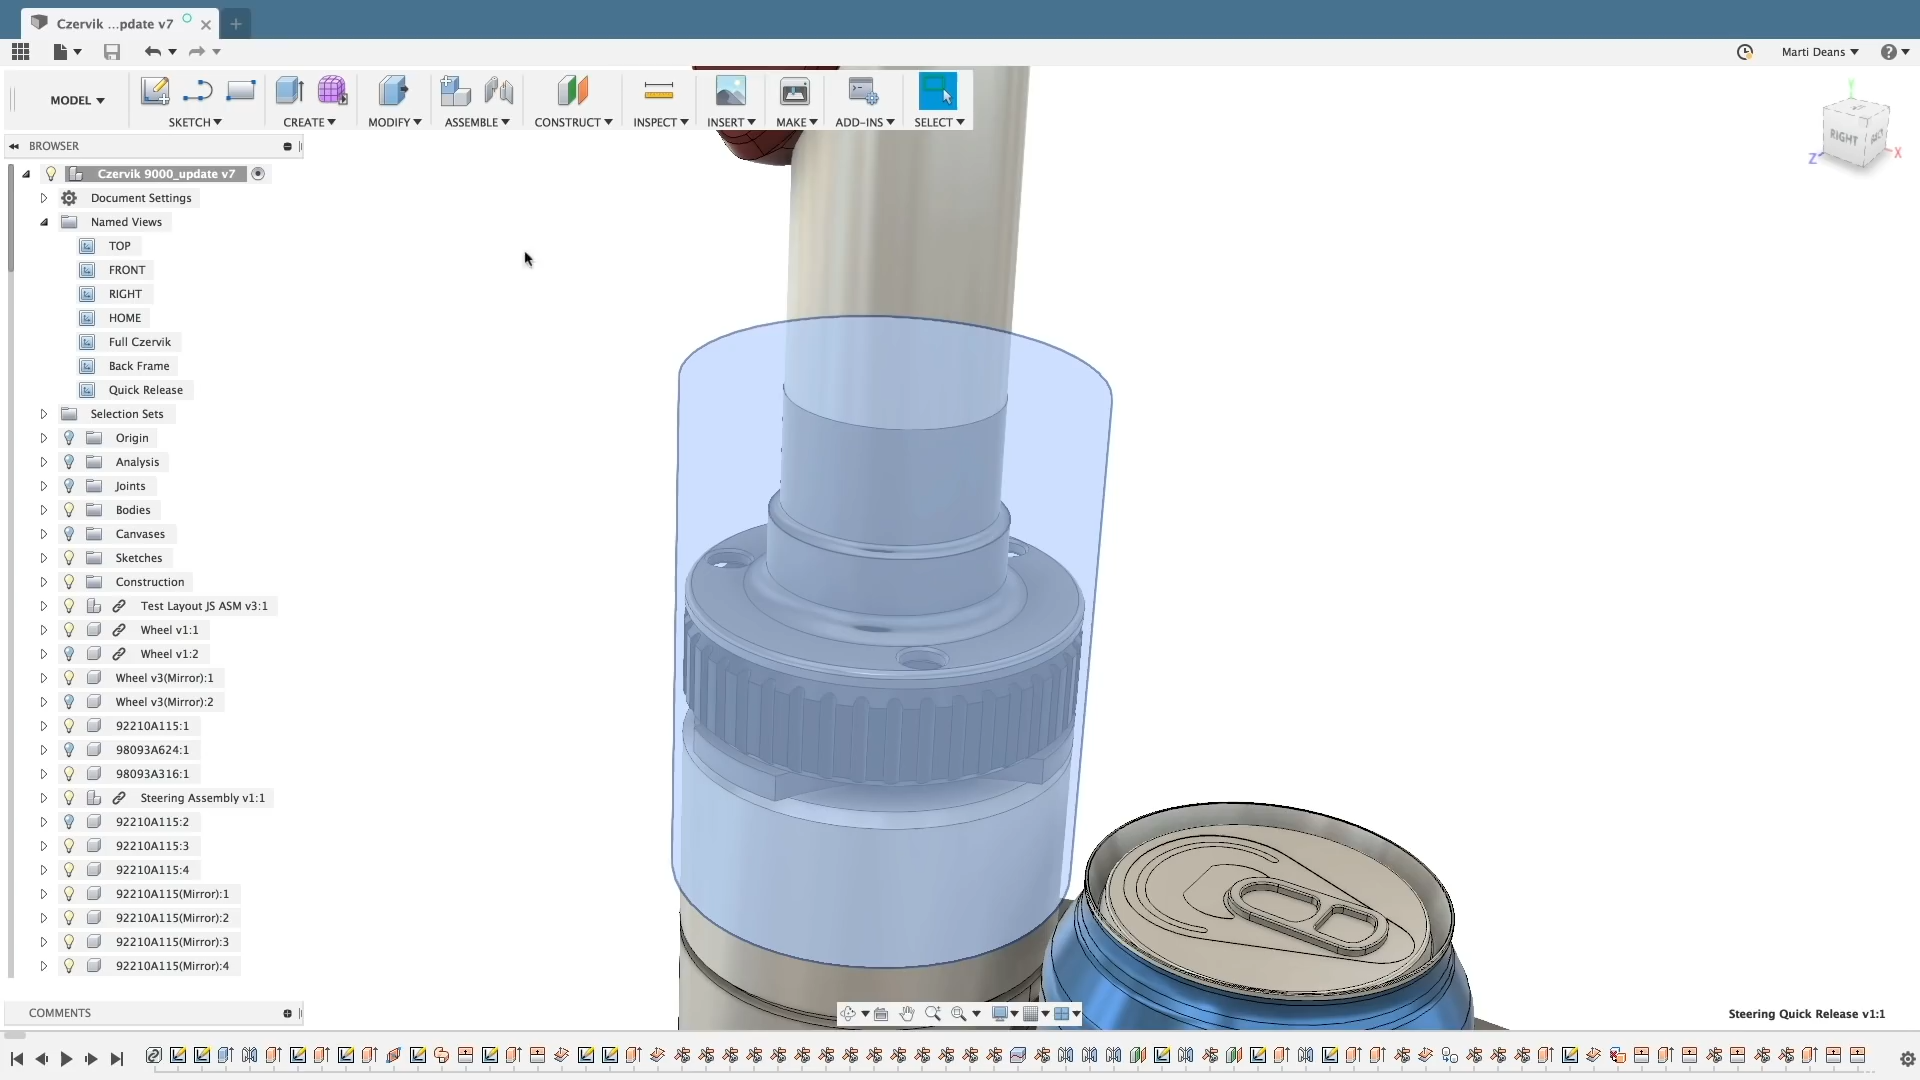 Czervik ...pdate v7
Marti Deans
MODEL
SKETCH
CREATE
MODIFY
ASSEMBLE
CONSTRUCT
INSPECT
INSERT
MAKE
ADD-INS
SELECT
Y
RIGHT
Z
X
BROWSER
Czervik 9000_update v7
Document Settings
Named Views
TOP
FRONT
RIGHT
HOME
Full Czervik
Back Frame
Quick Release
Selection Sets
Origin
Analysis
Joints
Bodies
Canvases
Sketches
Construction
Test Layout JS ASM v3:1
Wheel v1:1
Wheel v1:2
Wheel v3(Mirror):1
Wheel v3(Mirror):2
92210A115:1
98093A624:1
98093A316:1
Steering Assembly v1:1
92210A115:2
92210A115:3
92210A115:4
92210A115(Mirror):1
92210A115(Mirror):2
92210A115(Mirror):3
92210A115(Mirror):4
COMMENTS
Steering Quick Release v1:1